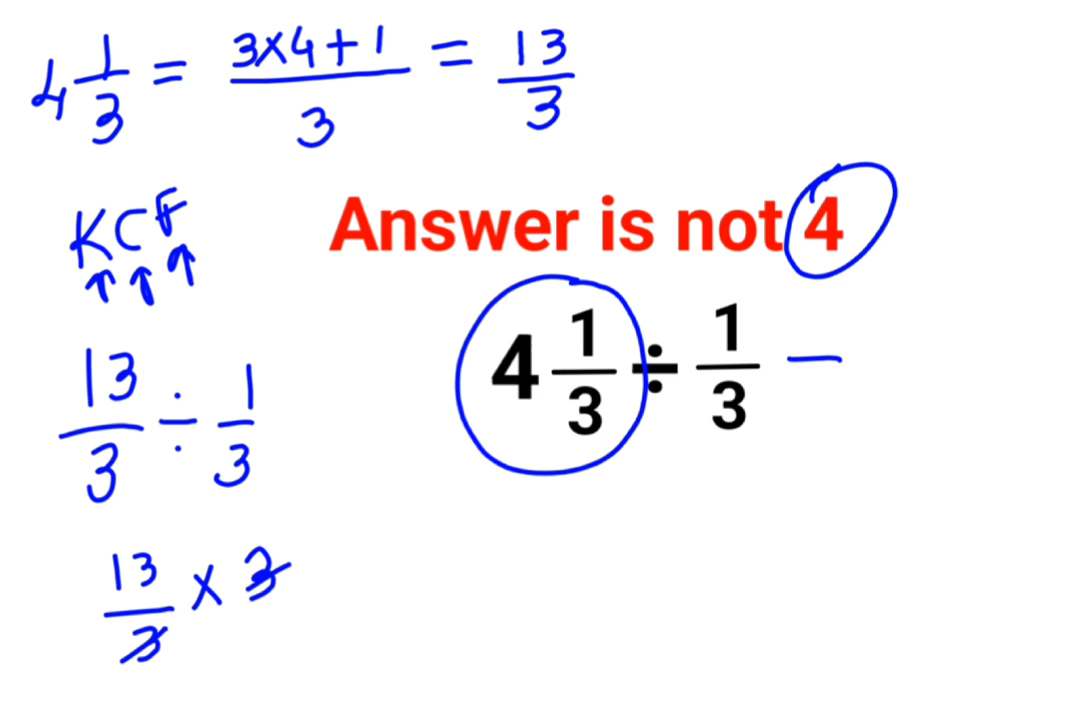 4 1/3 = 3×4+1/3 = 13/3
KCF
Answer is not 4
4 1/3 ÷ 1/3 –
13/3 ÷ 1/3
13/3 × 3